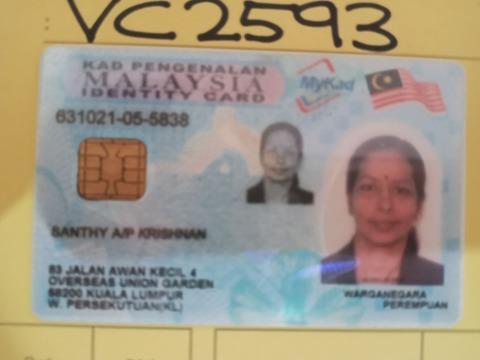 VC2593
KAD PENGENALAN
MALAYSIA
IDENTITY CARD
MyKad
631021-05-5838
SANTHY A/P KRISHNAN
83 JALAN AWAN KECIL 4
OVERSEAS UNION GARDEN
58200 KUALA LUMPUR
W. PERSEKUTUAN(KL)
WARGANEGARA
PEREMPUAN